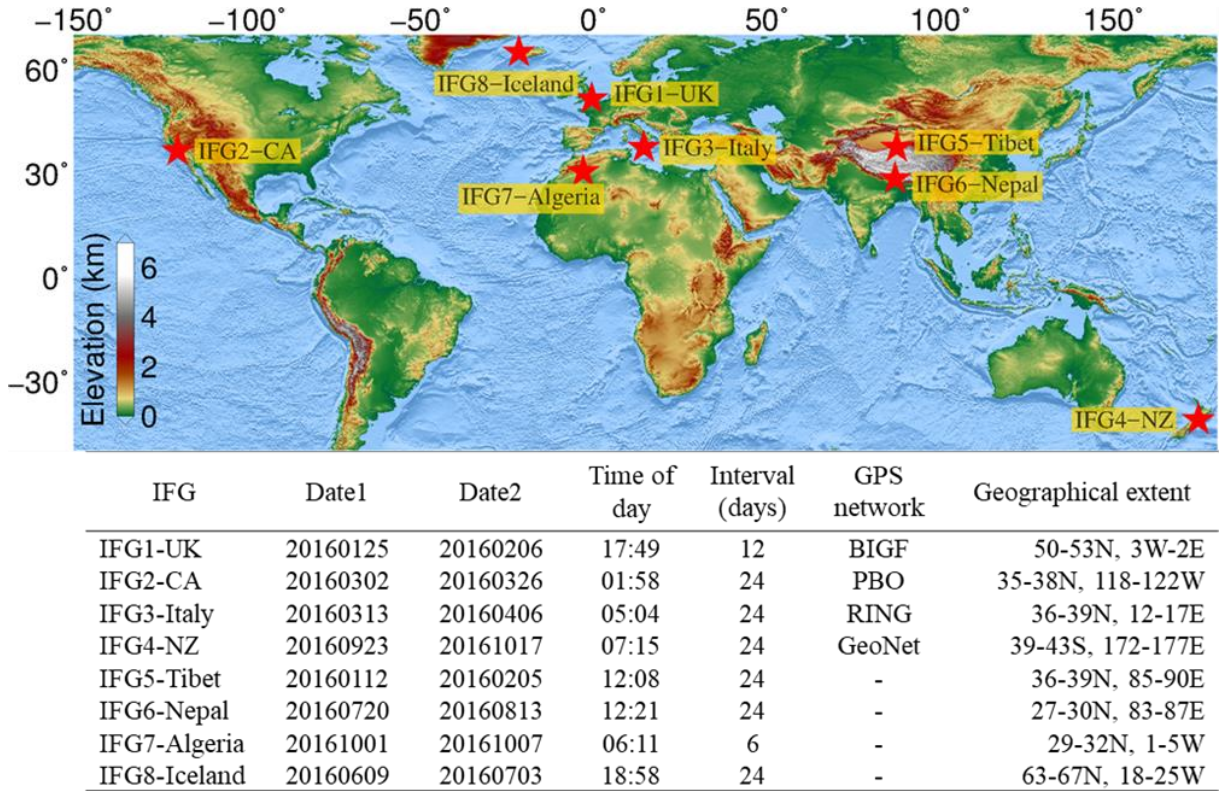 −150˚ −100˚ −50˚ 0˚ 50˚ 100˚ 150˚
60˚
30˚
0˚
−30˚
IFG8−Iceland
IFG1−UK
IFG2−CA
IFG3−Italy
IFG5−Tibet
IFG7−Algeria
IFG6−Nepal
IFG4−NZ
Elevation (km)
6
4
2
0
IFG Date1 Date2 Time of day Interval (days) GPS network Geographical extent
IFG1-UK 20160125 20160206 17:49 12 BIGF 50-53N, 3W-2E
IFG2-CA 20160302 20160326 01:58 24 PBO 35-38N, 118-122W
IFG3-Italy 20160313 20160406 05:04 24 RING 36-39N, 12-17E
IFG4-NZ 20160923 20161017 07:15 24 GeoNet 39-43S, 172-177E
IFG5-Tibet 20160112 20160205 12:08 24 - 36-39N, 85-90E
IFG6-Nepal 20160720 20160813 12:21 24 - 27-30N, 83-87E
IFG7-Algeria 20161001 20161007 06:11 6 - 29-32N, 1-5W
IFG8-Iceland 20160609 20160703 18:58 24 - 63-67N, 18-25W